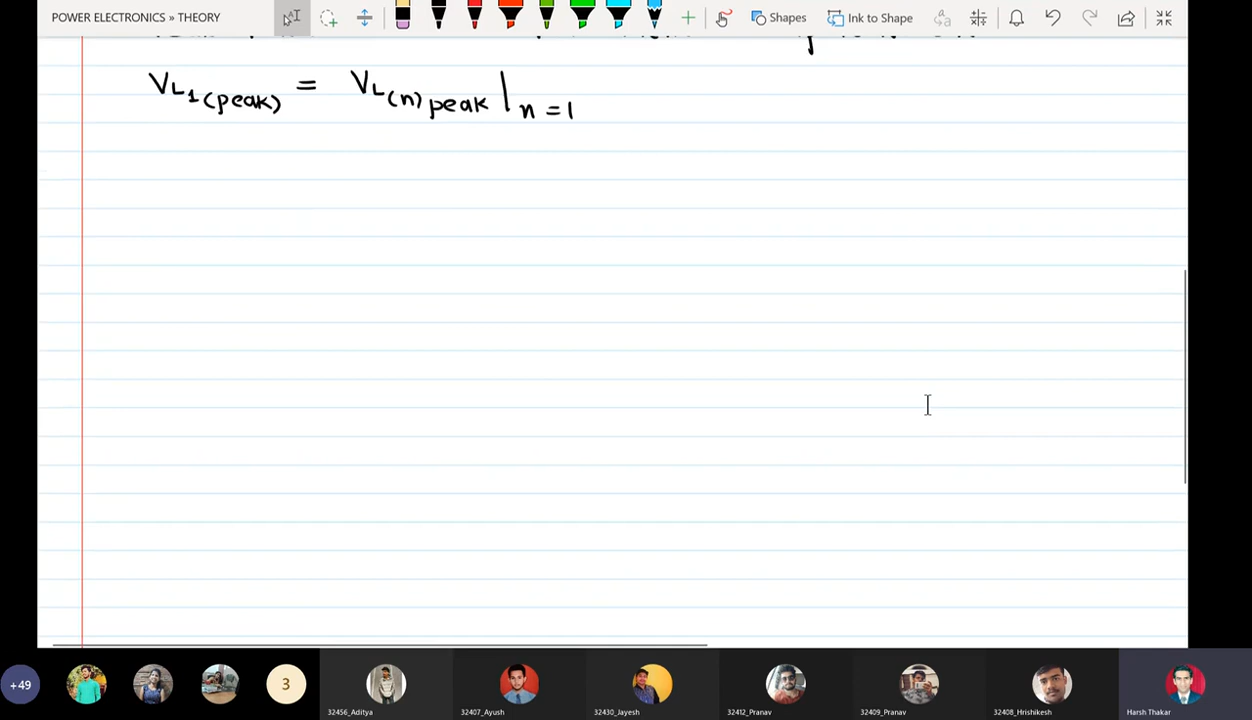 POWER ELECTRONICS » THEORY
Shapes
Ink to Shape
VL1(peak) = VL(n)peak | n=1
+49
3
32456_Aditya
32407_Ayush
32430_Jayesh
32412_Pranav
32409_Pranav
32408_Hrishikesh
Harsh Thakar